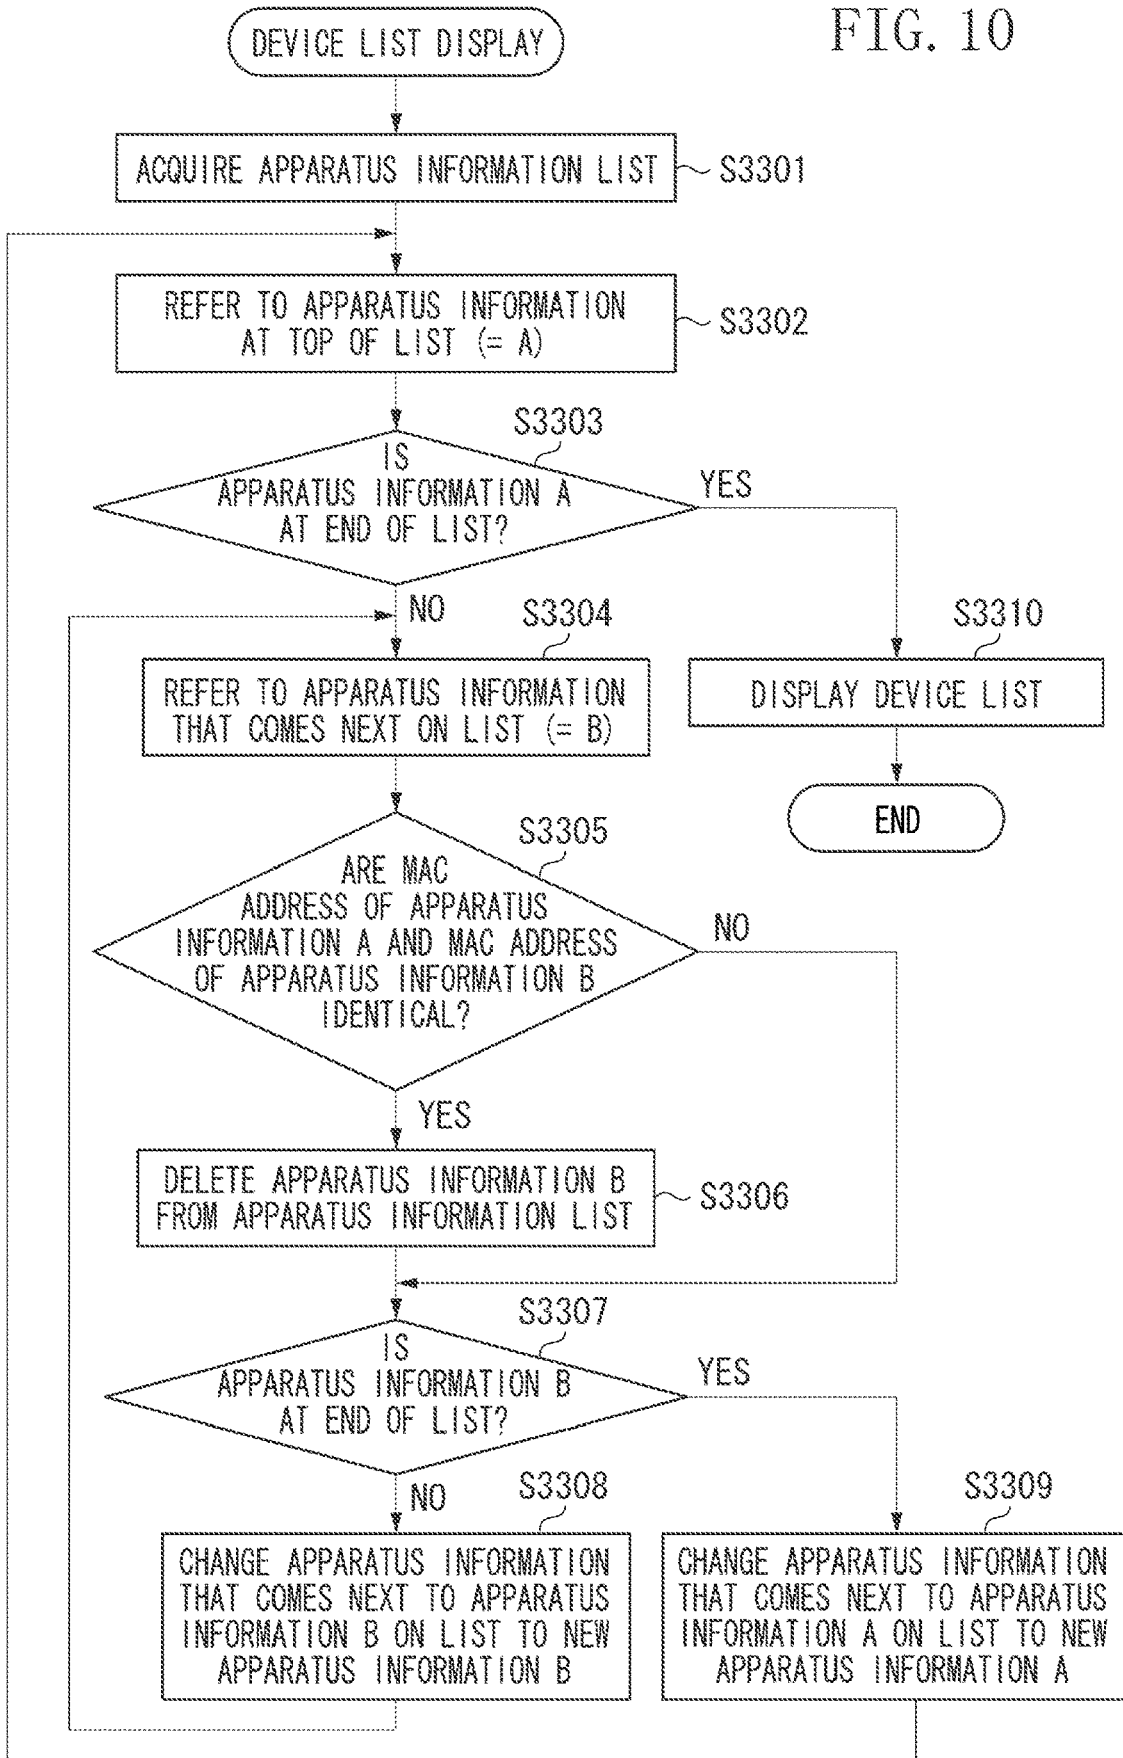 FIG. 10
DEVICE LIST DISPLAY
ACQUIRE APPARATUS INFORMATION LIST
S3301
REFER TO APPARATUS INFORMATION
AT TOP OF LIST (= A)
S3302
S3303
IS
APPARATUS INFORMATION A
AT END OF LIST?
YES
NO
S3304
REFER TO APPARATUS INFORMATION
THAT COMES NEXT ON LIST (= B)
S3310
DISPLAY DEVICE LIST
END
S3305
ARE MAC
ADDRESS OF APPARATUS
INFORMATION A AND MAC ADDRESS
OF APPARATUS INFORMATION B
IDENTICAL?
NO
YES
DELETE APPARATUS INFORMATION B
FROM APPARATUS INFORMATION LIST
S3306
S3307
IS
APPARATUS INFORMATION B
AT END OF LIST?
YES
NO
S3308
CHANGE APPARATUS INFORMATION
THAT COMES NEXT TO APPARATUS
INFORMATION B ON LIST TO NEW
APPARATUS INFORMATION B
S3309
CHANGE APPARATUS INFORMATION
THAT COMES NEXT TO APPARATUS
INFORMATION A ON LIST TO NEW
APPARATUS INFORMATION A